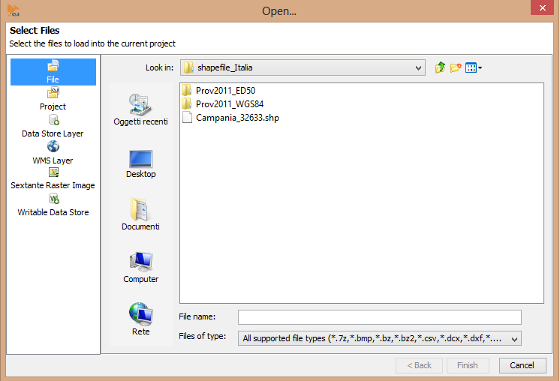 Open...
Select Files
Select the files to load into the current project
File
Project
Data Store Layer
WMS Layer
Sextante Raster Image
Writable Data Store
Look in:
shapefile_Italia
Oggetti recenti
Desktop
Documenti
Computer
Rete
Prov2011_ED50
Prov2011_WGS84
Campania_32633.shp
File name:
Files of type: All supported file types (*.7z,*.bmp,*.bz,*.bz2,*.csv,*.docx,*.dxf,*....
< Back Finish Cancel